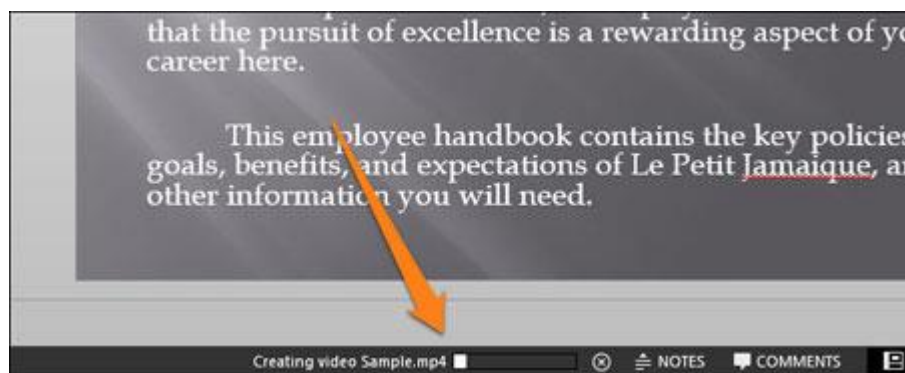 that the pursuit of excellence is a rewarding aspect of
career here.
This employee handbook contains the key policies
goals, benefits, and expectations of Le Petit Jamaique,
other information you will need.
Creating video Sample.mp4
NOTES
COMMENTS